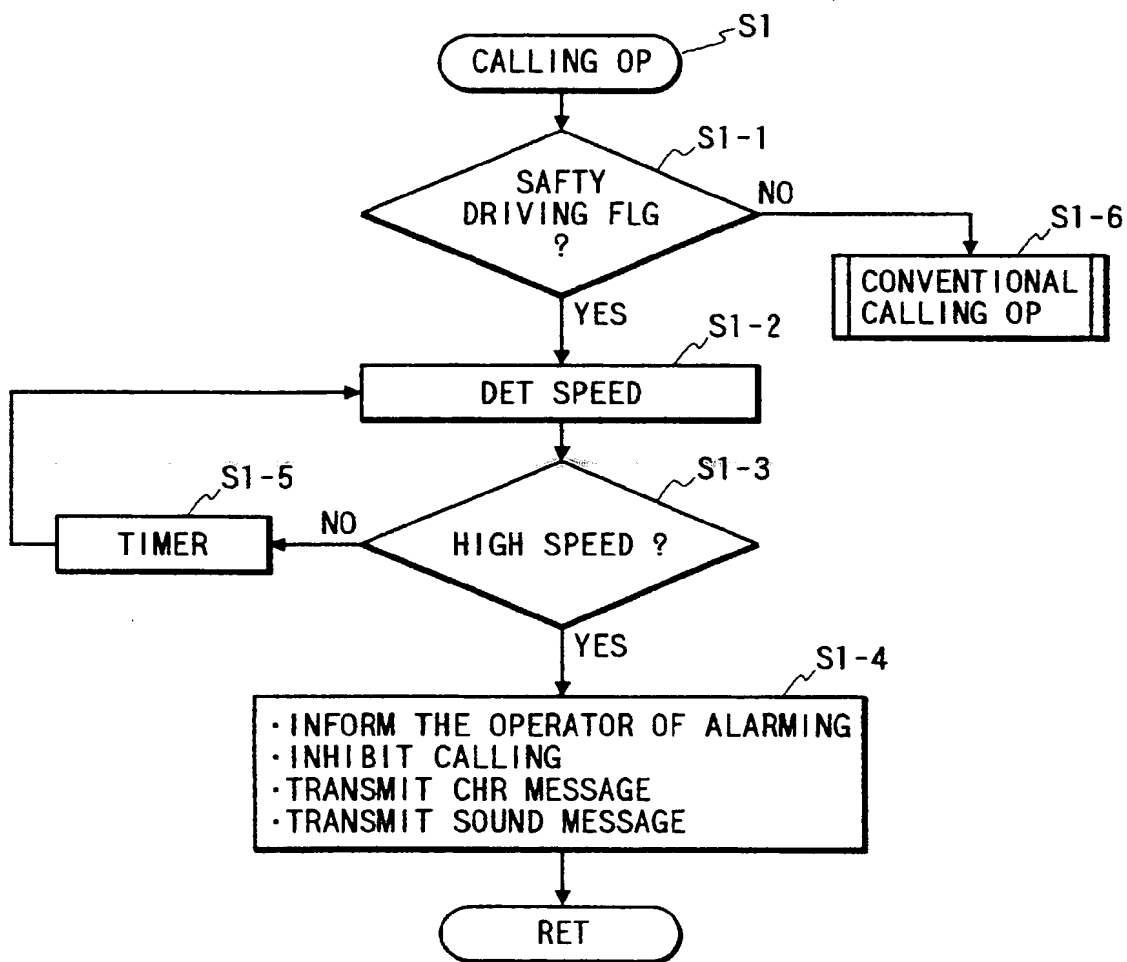 S1
CALLING OP
S1-1
SAFTY
DRIVING FLG
?
NO
S1-6
CONVENTIONAL
CALLING OP
YES
S1-2
DET SPEED
S1-3
S1-5
NO
TIMER
HIGH SPEED ?
YES
S1-4
·INFORM THE OPERATOR OF ALARMING
·INHIBIT CALLING
·TRANSMIT CHR MESSAGE
·TRANSMIT SOUND MESSAGE
RET